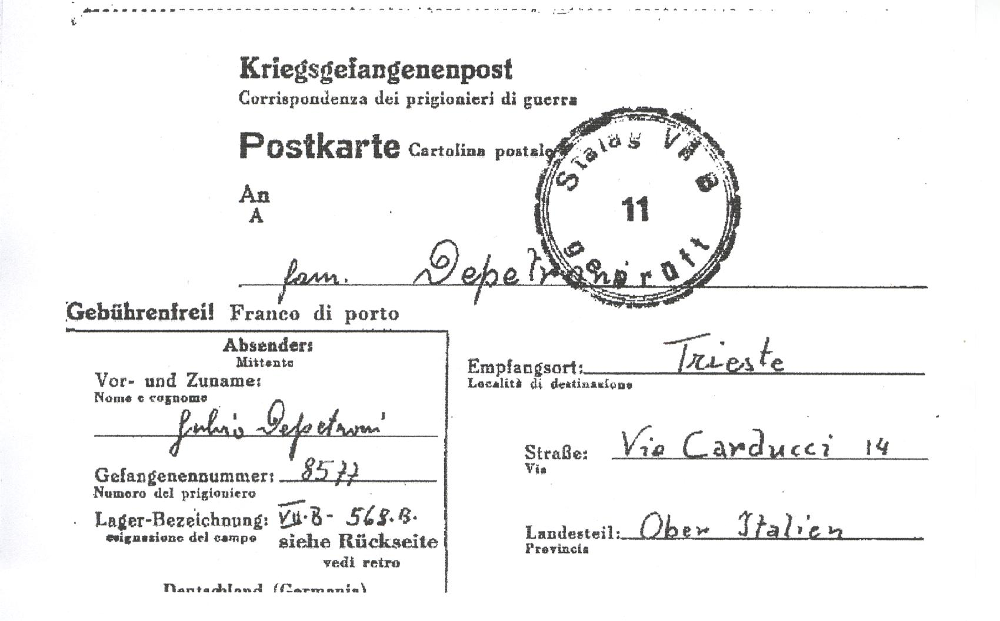 Kriegsgefangenenpost
Corrispondenza dei prigionieri di guerra
Postkarte Cartolina postale
Stalag VII B
11
geprüft
An
A
fam. Depetroni
Gebührenfrei! Franco di porto
Absender:
Mittente
Vor- und Zuname:
Nome e cognome
Fulvio Depetroni
Gefangenennummer: 8577
Numero del prigioniero
Lager-Bezeichnung: VII.B - 568.B.
esignazione del campo
siehe Rückseite
vedi retro
Deutschland (Germania)
Empfangsort: Trieste
Località di destinazione
Straße: Via Carducci 14
Via
Landesteil: Ober Italien
Provincia